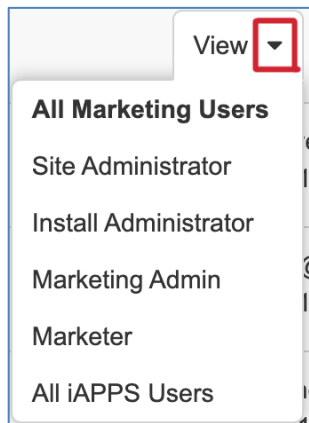 View
All Marketing Users
Site Administrator
Install Administrator
Marketing Admin
Marketer
All iAPPS Users